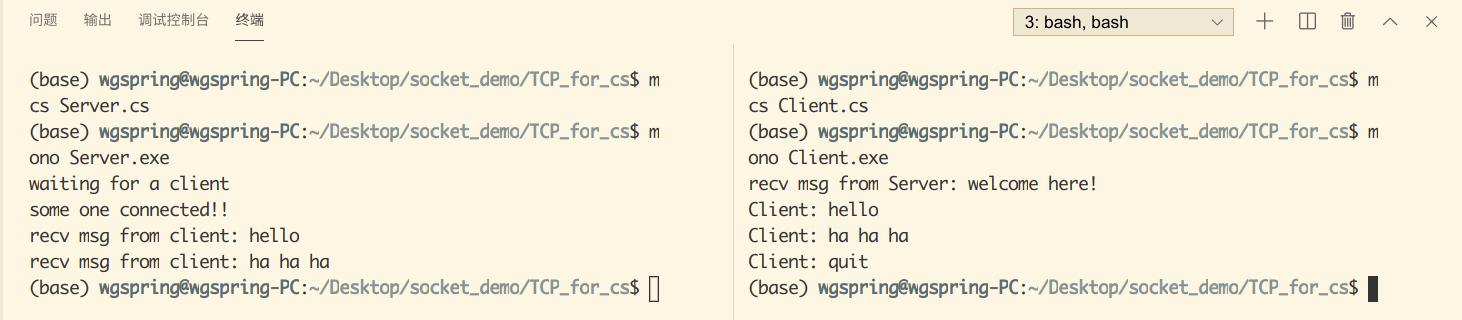 问题 输出 调试控制台 终端 3: bash, bash
(base) wgspring@wgspring-PC:~/Desktop/socket_demo/TCP_for_cs$ m
cs Server.cs
(base) wgspring@wgspring-PC:~/Desktop/socket_demo/TCP_for_cs$ m
ono Server.exe
waiting for a client
some one connected!!
recv msg from client: hello
recv msg from client: ha ha ha
(base) wgspring@wgspring-PC:~/Desktop/socket_demo/TCP_for_cs$
(base) wgspring@wgspring-PC:~/Desktop/socket_demo/TCP_for_cs$ m
cs Client.cs
(base) wgspring@wgspring-PC:~/Desktop/socket_demo/TCP_for_cs$ m
ono Client.exe
recv msg from Server: welcome here!
Client: hello
Client: ha ha ha
Client: quit
(base) wgspring@wgspring-PC:~/Desktop/socket_demo/TCP_for_cs$